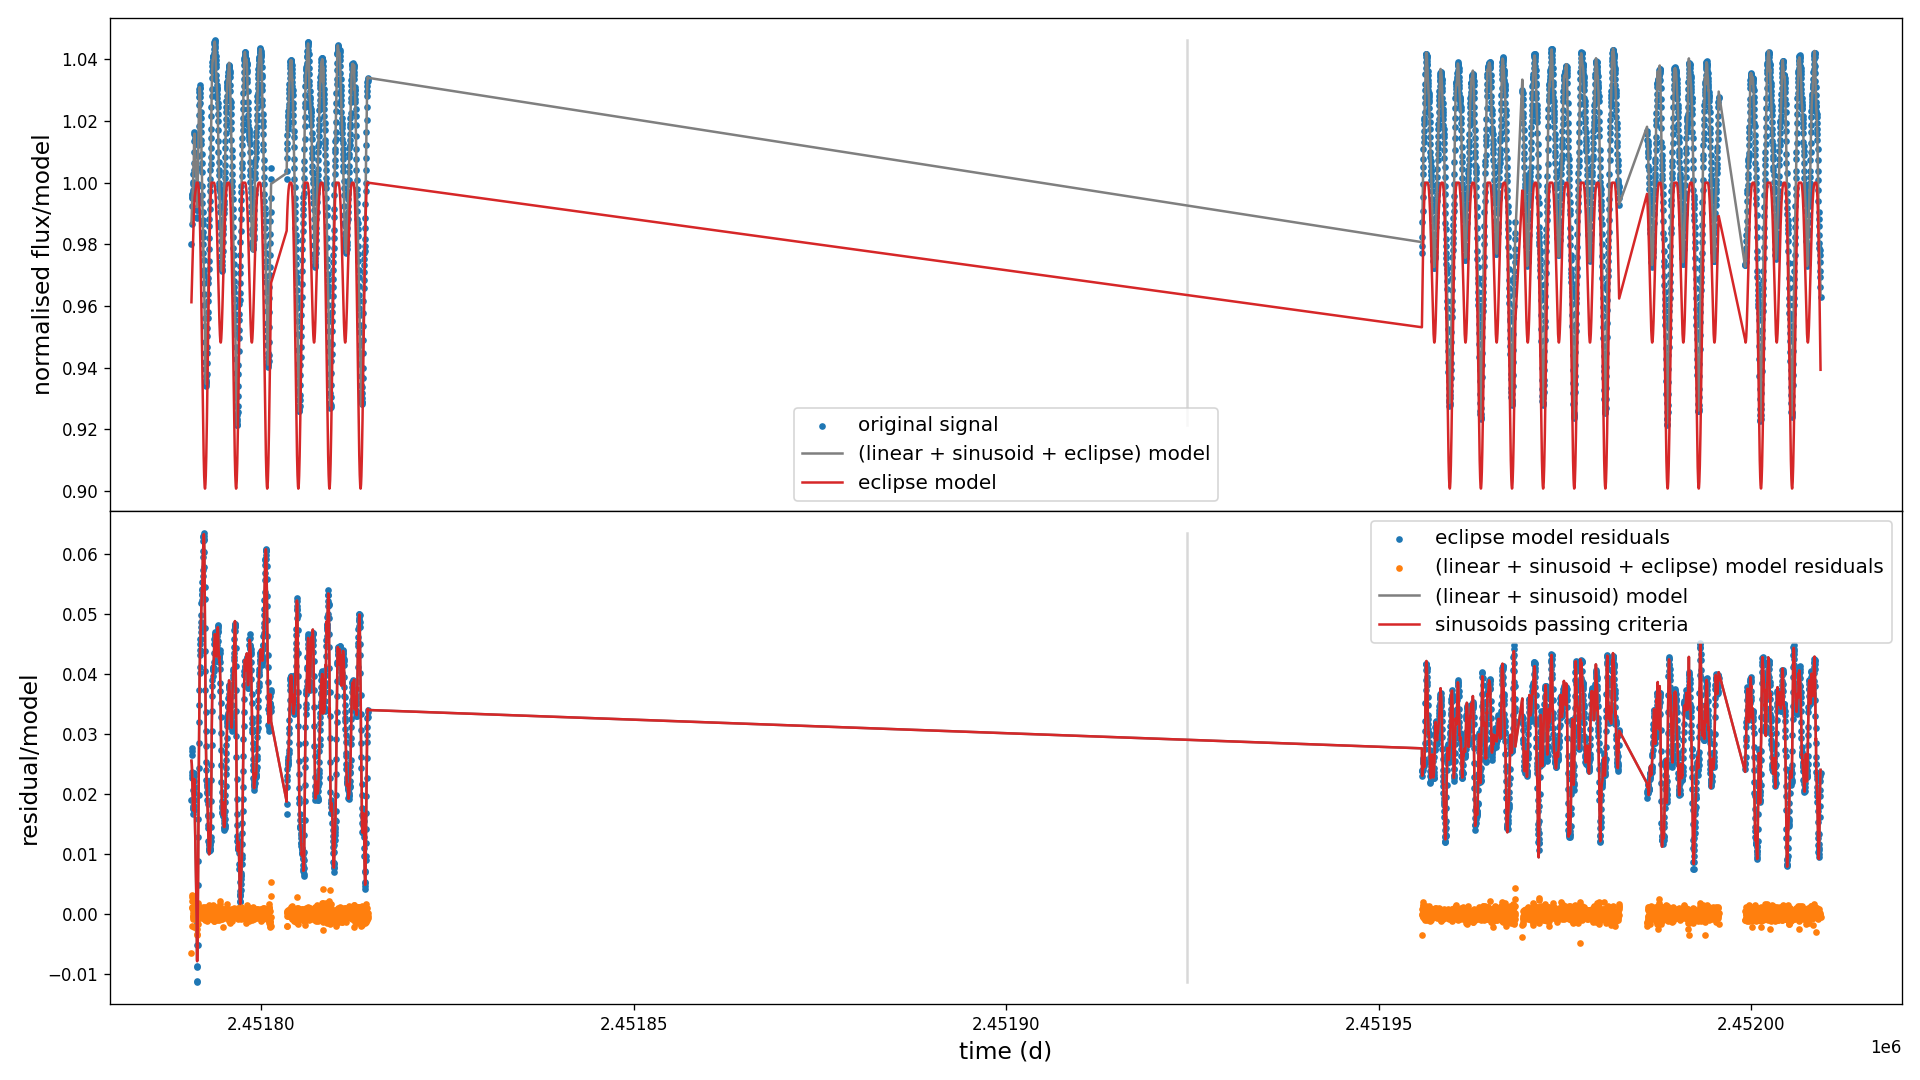 normalised flux/model
1.04
1.02
1.00
0.98
0.96
0.94
0.92
0.90
original signal
(linear + sinusoid + eclipse) model
eclipse model
residual/model
0.06
0.05
0.04
0.03
0.02
0.01
0.00
−0.01
eclipse model residuals
(linear + sinusoid + eclipse) model residuals
(linear + sinusoid) model
sinusoids passing criteria
2.45180 2.45185 2.45190 2.45195 2.45200
time (d)
1e6